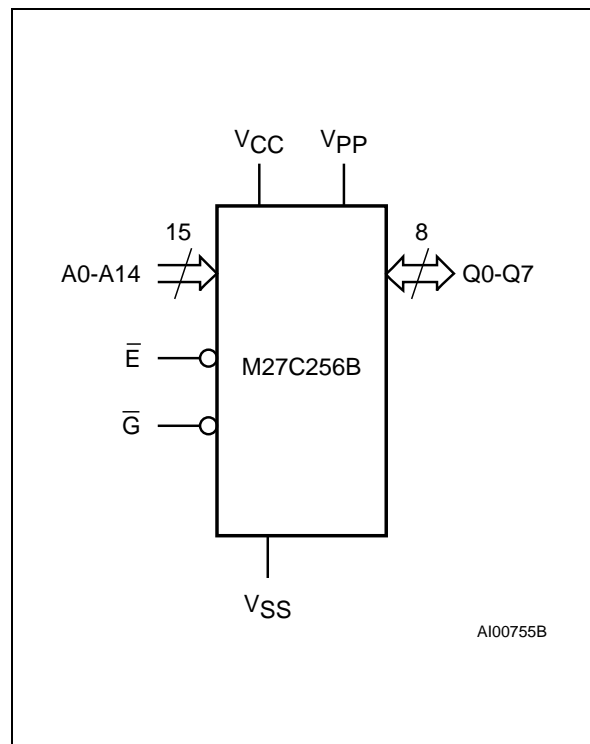 VCC VPP
15 8
A0-A14 Q0-Q7
E̅
M27C256B
G̅
VSS
AI00755B